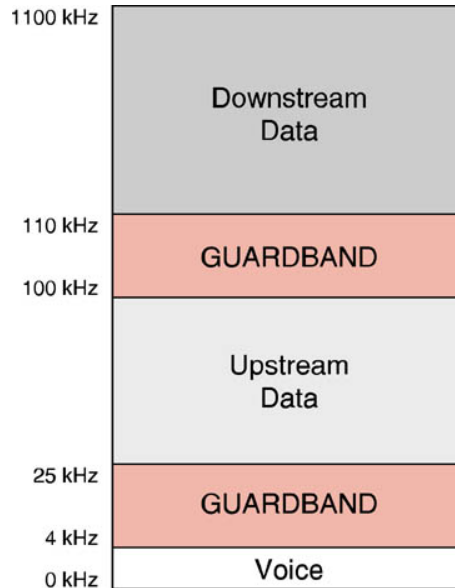 1100 kHz
Downstream
Data
110 kHz
GUARDBAND
100 kHz
Upstream
Data
25 kHz
GUARDBAND
4 kHz
Voice
0 kHz